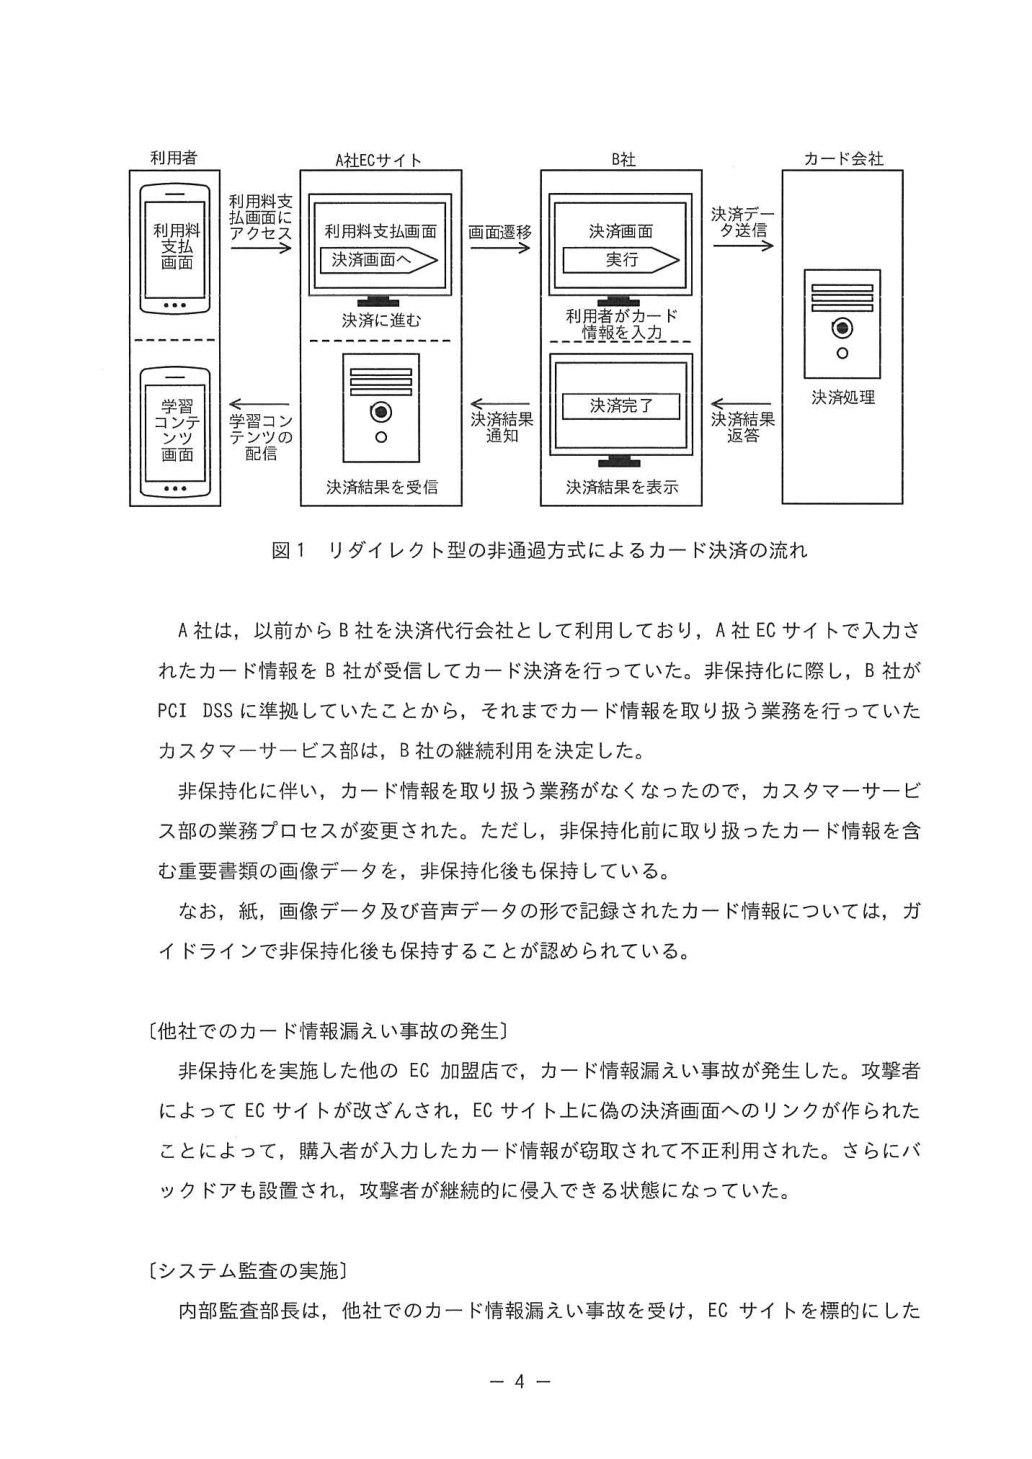 利用者
A社ECサイト
B社
カード会社
利用料
支払
画面
利用料支
払画面に
アクセス
利用料支払画面
決済画面へ
決済に進む
画面遷移
決済画面
実行
利用者がカード
情報を入力
決済デー
タ送信
決済処理
学習
コンテ
ンツ
画面
学習コン
テンツの
配信
決済結果を受信
決済結果
通知
決済完了
決済結果を表示
決済結果
返答
図1 リダイレクト型の非通過方式によるカード決済の流れ
A社は，以前からB社を決済代行会社として利用しており，A社ECサイトで入力さ
れたカード情報をB社が受信してカード決済を行っていた。非保持化に際し，B社が
PCI DSSに準拠していたことから，それまでカード情報を取り扱う業務を行っていた
カスタマーサービス部は，B社の継続利用を決定した。
非保持化に伴い，カード情報を取り扱う業務がなくなったので，カスタマーサービ
ス部の業務プロセスが変更された。ただし，非保持化前に取り扱ったカード情報を含
む重要書類の画像データを，非保持化後も保持している。
なお，紙，画像データ及び音声データの形で記録されたカード情報については，ガ
イドラインで非保持化後も保持することが認められている。
〔他社でのカード情報漏えい事故の発生〕
非保持化を実施した他のEC加盟店で，カード情報漏えい事故が発生した。攻撃者
によってECサイトが改ざんされ，ECサイト上に偽の決済画面へのリンクが作られた
ことによって，購入者が入力したカード情報が窃取されて不正利用された。さらにバ
ックドアも設置され，攻撃者が継続的に侵入できる状態になっていた。
〔システム監査の実施〕
内部監査部長は，他社でのカード情報漏えい事故を受け，ECサイトを標的にした
－ 4 －